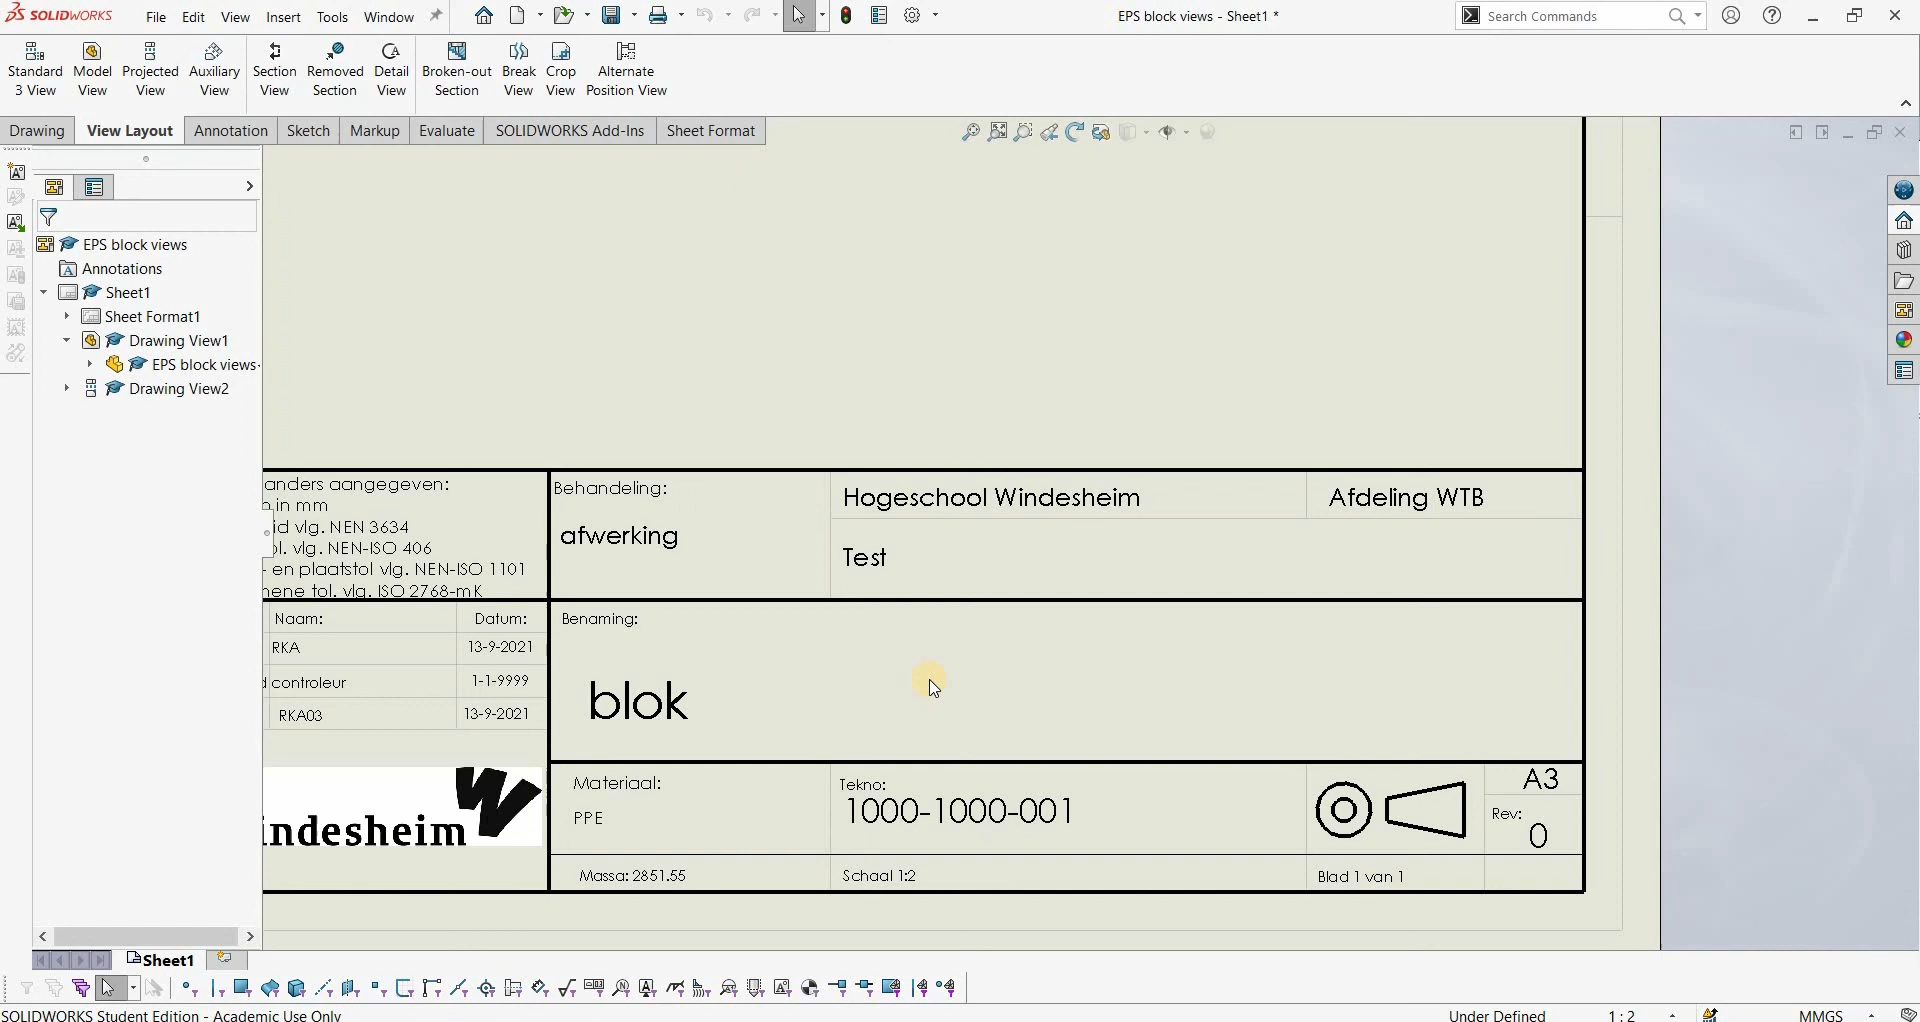 SOLIDWORKS
File Edit View Insert Tools Window
EPS block views - Sheet1 *
Search Commands
Standard 3 View
Model View
Projected View
Auxiliary View
Section View
Removed Section
Detail View
Broken-out Section
Break View
Crop View
Alternate Position View
Drawing View Layout Annotation Sketch Markup Evaluate SOLIDWORKS Add-Ins Sheet Format
EPS block views
Annotations
Sheet1
Sheet Format1
Drawing View1
EPS block views
Drawing View2
anders aangegeven:
in mm
id vlg. NEN 3634
ol. vlg. NEN-ISO 406
- en plaatstol vlg. NEN-ISO 1101
mene tol. vlg. ISO 2768-mK
Behandeling:
afwerking
Hogeschool Windesheim
Afdeling WTB
Test
Naam: Datum:
RKA 13-9-2021
d controleur 1-1-9999
RKA03 13-9-2021
Benaming:
blok
indesheim
Materiaal:
PPE
Tekno:
1000-1000-001
A3
Rev:
0
Massa: 2851.55
Schaal 1:2
Blad 1 van 1
Sheet1
SOLIDWORKS Student Edition - Academic Use Only
Under Defined
1:2
MMGS